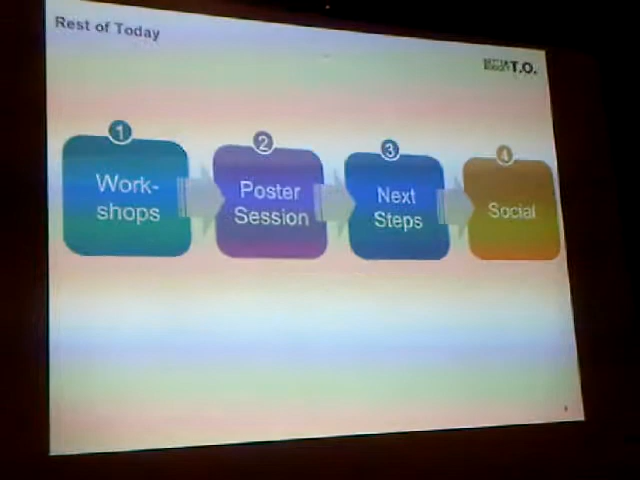 Rest of Today
T.O.
1
Work-
shops
2
Poster
Session
3
Next
Steps
4
Social